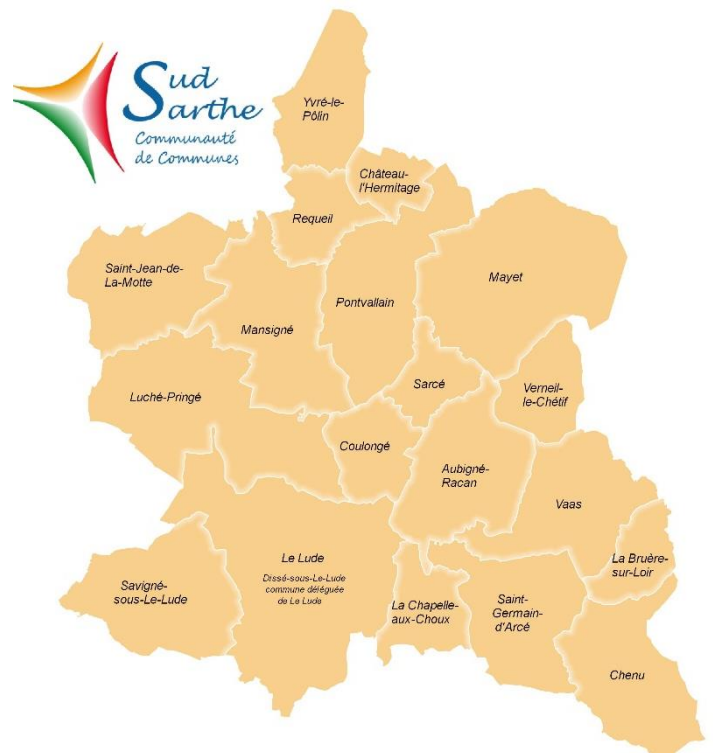 Sud
Sarthe
Communauté
de Communes
Yvré-le-
Pôlin
Château-
l'Hermitage
Requeil
Saint-Jean-de-
La-Motte
Mayet
Pontvallain
Mansigné
Sarcé
Verneil-
le-Chétif
Luché-Pringé
Coulongé
Aubigné-
Racan
Vaas
Le Lude
Dissé-sous-Le-Lude
commune déléguée
de Le Lude
La Bruère-
sur-Loir
Savigné-
sous-Le-Lude
La Chapelle-
aux-Choux
Saint-
Germain-
d'Arcé
Chenu